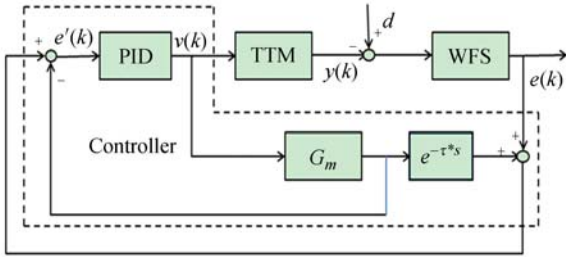 + e'(k) PID v(k) TTM y(k) − + d WFS e(k)
−
Controller
G_m
e^{-τ*s}
+ +